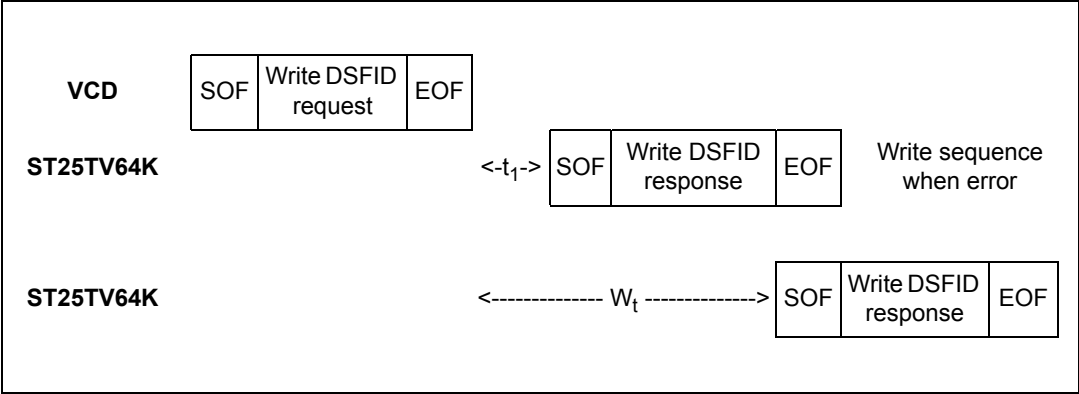 VCD SOF Write DSFID request EOF
ST25TV64K <-t1-> SOF Write DSFID response EOF Write sequence when error
ST25TV64K <-------------- Wt --------------> SOF Write DSFID response EOF